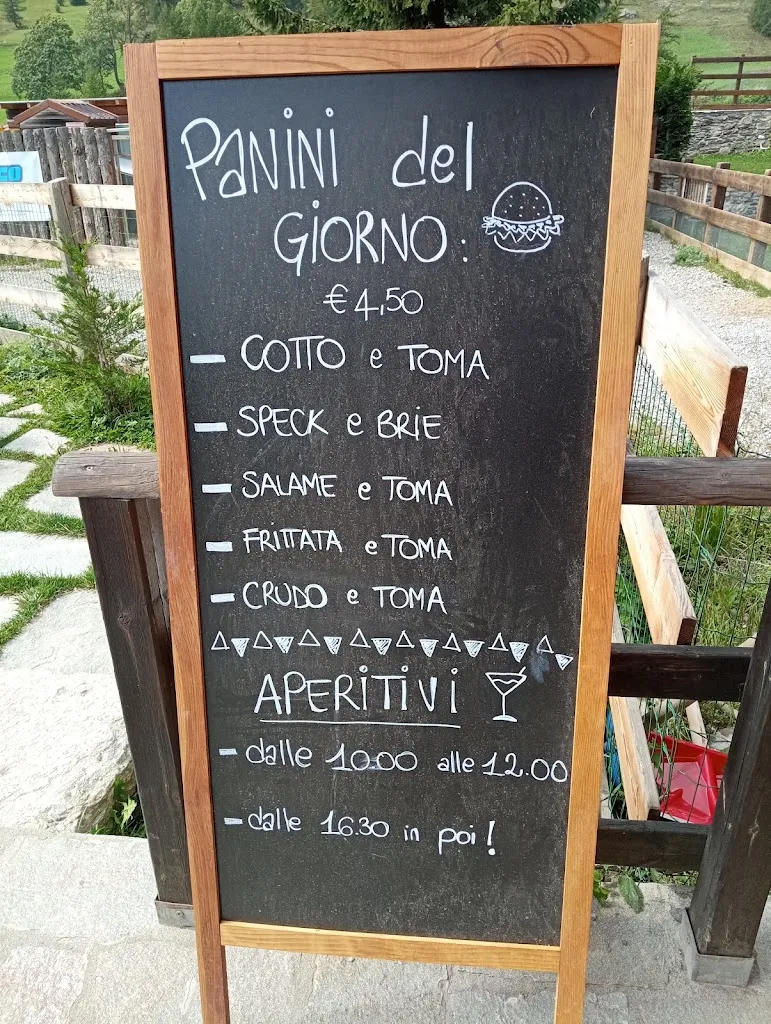 PANINI del
GIORNO:
€ 4,50
- COTTO e TOMA
- SPECK e BRIE
- SALAME e TOMA
- FRITTATA e TOMA
- CRUDO e TOMA
APERITIVI
- dalle 10.00 alle 12.00
- dalle 16.30 in poi!